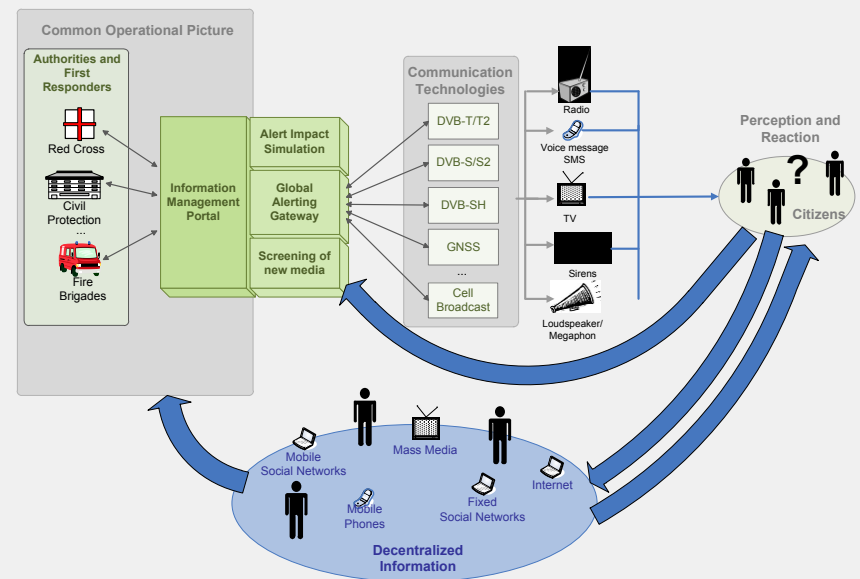 Common Operational Picture
Authorities and
First
Responders
Red Cross
Civil
Protection
...
Fire
Brigades
Information
Management
Portal
Alert Impact
Simulation
Global
Alerting
Gateway
Screening of
new media
Communication
Technologies
DVB-T/T2
DVB-S/S2
DVB-SH
GNSS
...
Cell
Broadcast
Radio
Voice message
SMS
TV
Sirens
Loudspeaker/
Megaphon
Perception and
Reaction
?
Citizens
Mobile
Social Networks
Mass Media
Internet
Mobile
Phones
Fixed
Social Networks
Decentralized
Information